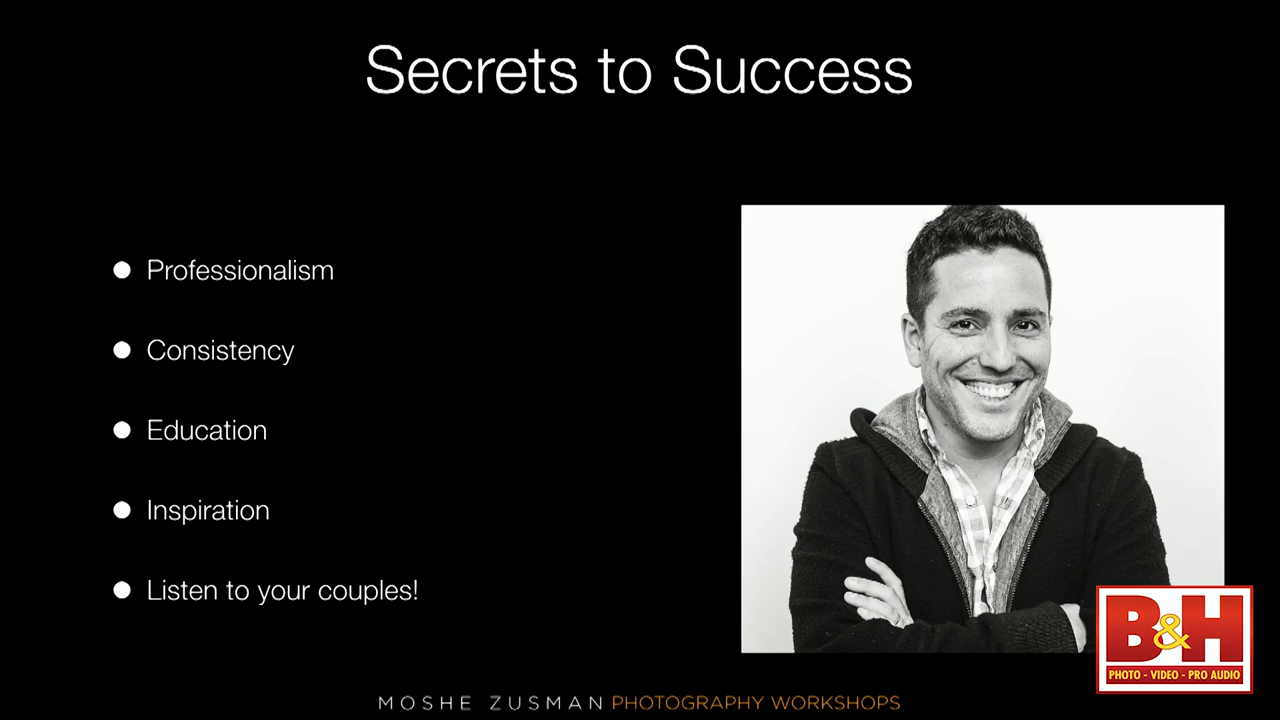 Secrets to Success
Professionalism
Consistency
Education
Inspiration
Listen to your couples!
B&H
PHOTO - VIDEO - PRO AUDIO
MOSHE ZUSMAN PHOTOGRAPHY WORKSHOPS